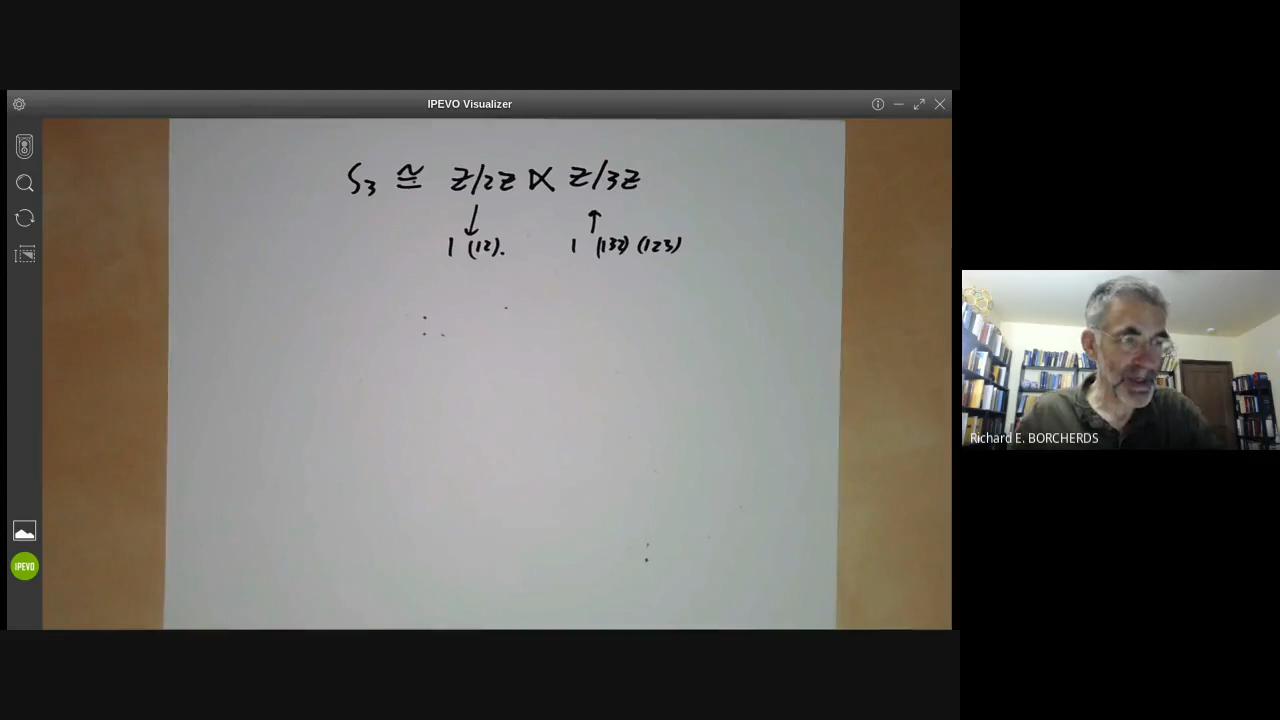 IPEVO Visualizer
S₃ ≅ Z/2Z ⋉ Z/3Z
↓ ↑
1 (12). 1 (132) (123)
Richard E. BORCHERDS
IPEVO